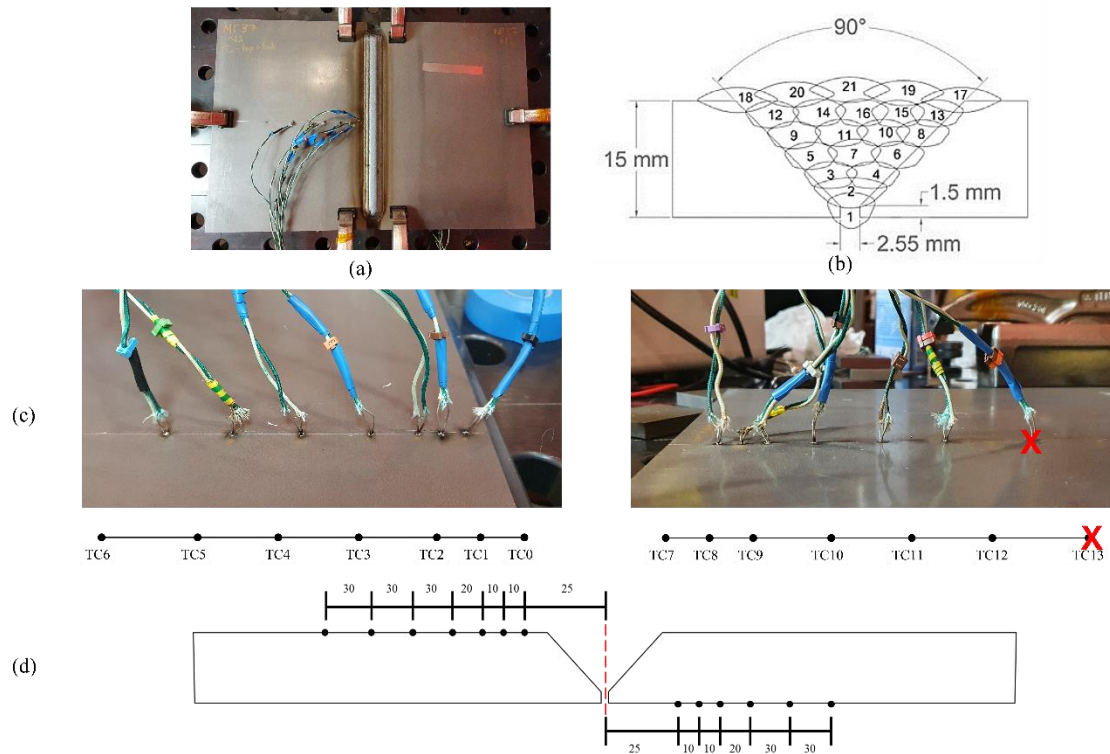 MS 37
(a)
90°
18 20 21 19 17
12 14 16 15 13
9 11 10 8
5 7 6
3 4
2
1
15 mm
1.5 mm
2.55 mm
(b)
(c)
TC6 TC5 TC4 TC3 TC2 TC1 TC0
X
TC7 TC8 TC9 TC10 TC11 TC12 TC13
X
(d)
30 30 30 20 10 10 25
25 10 10 20 30 30